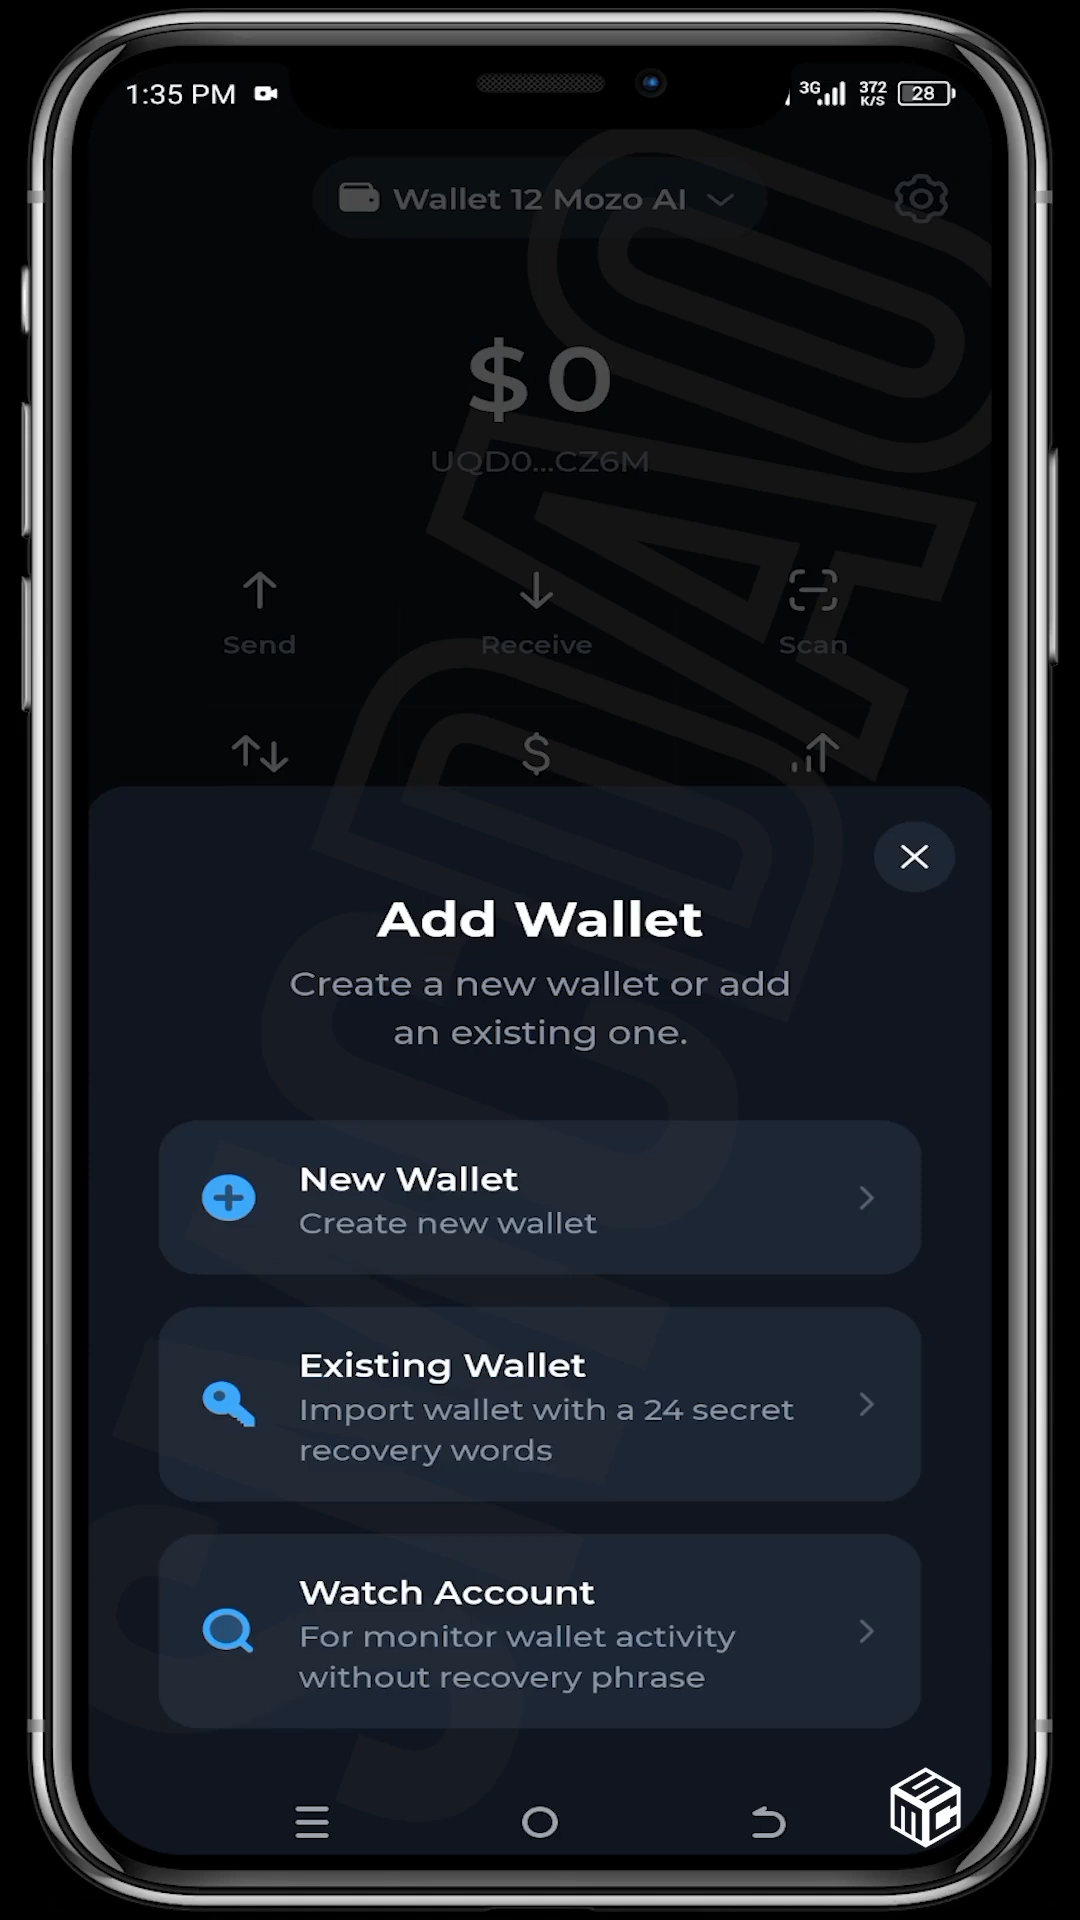 1:35 PM
3G
372
K/S
28
Wallet 12 Mozo AI
$ 0
UQD0...CZ6M
Send
Receive
Scan
Add Wallet
Create a new wallet or add
an existing one.
New Wallet
Create new wallet
Existing Wallet
Import wallet with a 24 secret
recovery words
Watch Account
For monitor wallet activity
without recovery phrase
SMC